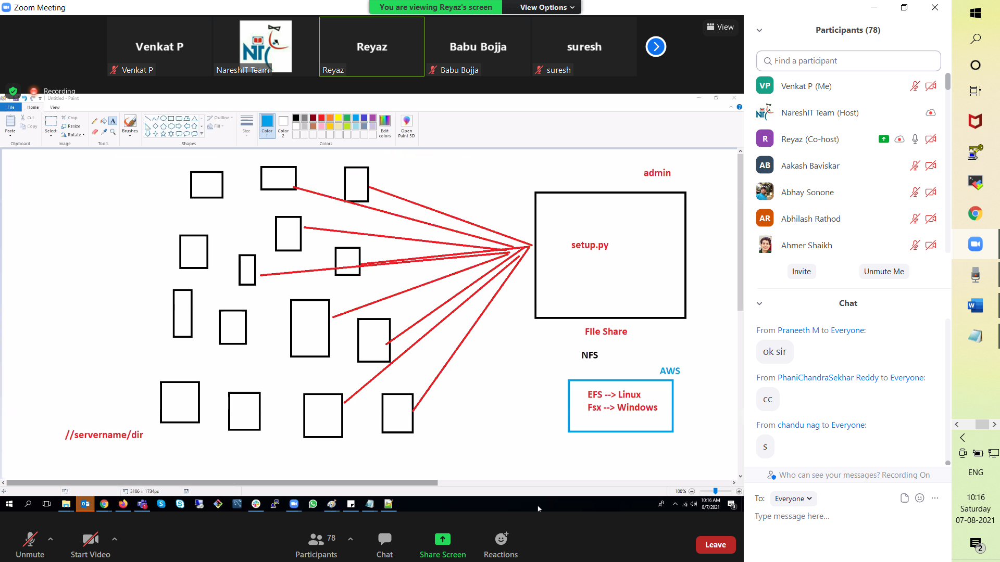 Zoom Meeting
You are viewing Reyaz's screen
View Options
View
Venkat P
NTC
Reyaz
Babu Bojja
suresh
Venkat P
NareshIT Team
Reyaz
Babu Bojja
suresh
Recording
Untitled - Paint
File
Home
View
Paste
Cut
Copy
Clipboard
Select
Crop
Resize
Rotate
Image
A
Tools
Brushes
Shapes
Outline
Fill
Size
Color 1
Color 2
Colors
Edit colors
Open Paint 3D
admin
setup.py
FIle Share
NFS
AWS
EFS --> Linux
Fsx --> Windows
//servername/dir
3186 × 1734px
100%
10:16 AM
8/7/2021
3
Unmute
Start Video
78
Participants
Chat
Share Screen
Reactions
Leave
Participants (78)
Find a participant
VP
Venkat P (Me)
NareshIT Team (Host)
R
Reyaz (Co-host)
AB
Aakash Baviskar
Abhay Sonone
AR
Abhilash Rathod
Ahmer Shaikh
Invite
Unmute Me
Chat
From Praneeth M to Everyone:
ok sir
From PhaniChandraSekhar Reddy to Everyone:
CC
From chandu nag to Everyone:
S
Who can see your messages? Recording On
To: Everyone
Type message here...
ENG
10:16
Saturday
07-08-2021
2